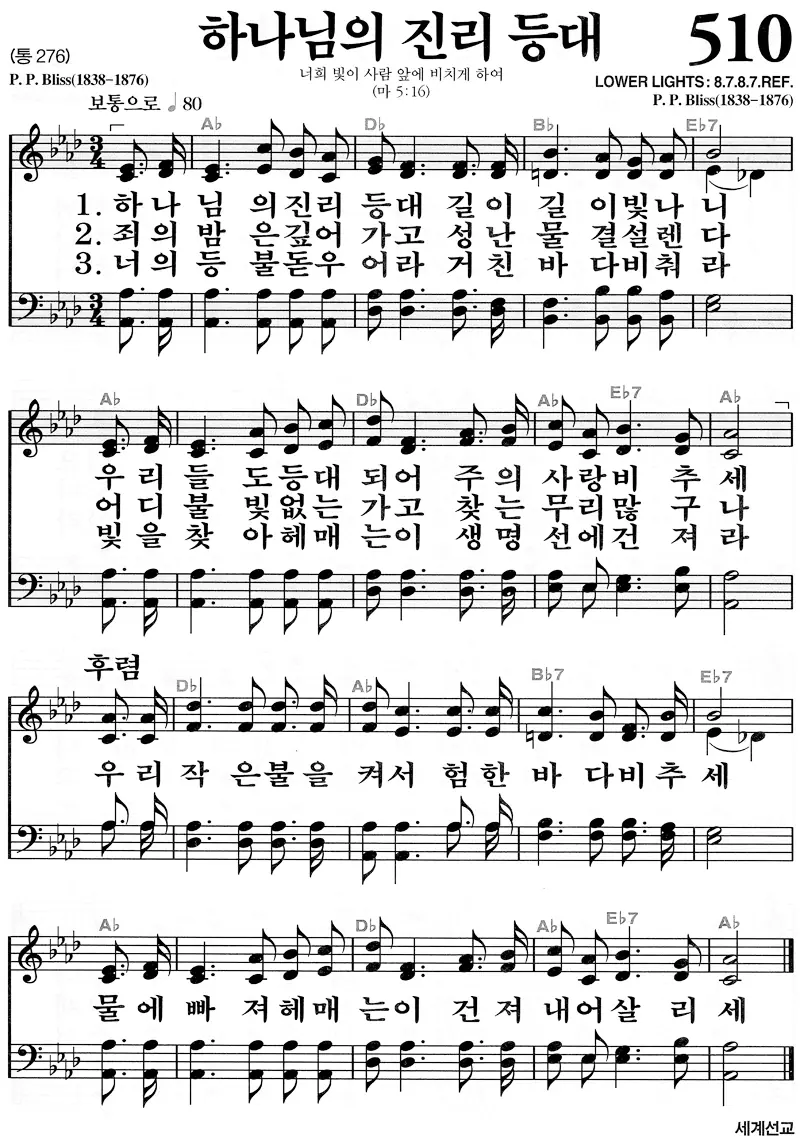 하나님의 진리 등대 510
(통 276)
P. P. Bliss(1838-1876)
너희 빛이 사람 앞에 비치게 하여
(마 5:16)
LOWER LIGHTS: 8.7.8.7.REF.
P. P. Bliss(1838-1876)
보통으로 ♩80
A♭ D♭ B♭ E♭7
1. 하 나 님 의 진 리 등 대 길 이 길 이 빛 나 니
2. 죄 의 밤 은 깊 어 가 고 성 난 물 결 설 렌 다
3. 너 의 등 불 돋 우 어 라 거 친 바 다 비 춰 라
A♭ D♭ A♭ E♭7 A♭
우 리 들 도 등 대 되 어 주 의 사 랑 비 추 세
어 디 불 빛 없 는 가 고 찾 는 무 리 많 구 나
빛 을 찾 아 헤 매 는 이 생 명 선 에 건 져 라
후렴
D♭ A♭ B♭7 E♭7
우 리 작 은 불 을 켜 서 험 한 바 다 비 추 세
A♭ D♭ A♭ E♭7 A♭
물 에 빠 져 헤 매 는 이 건 져 내 어 살 리 세
세계선교